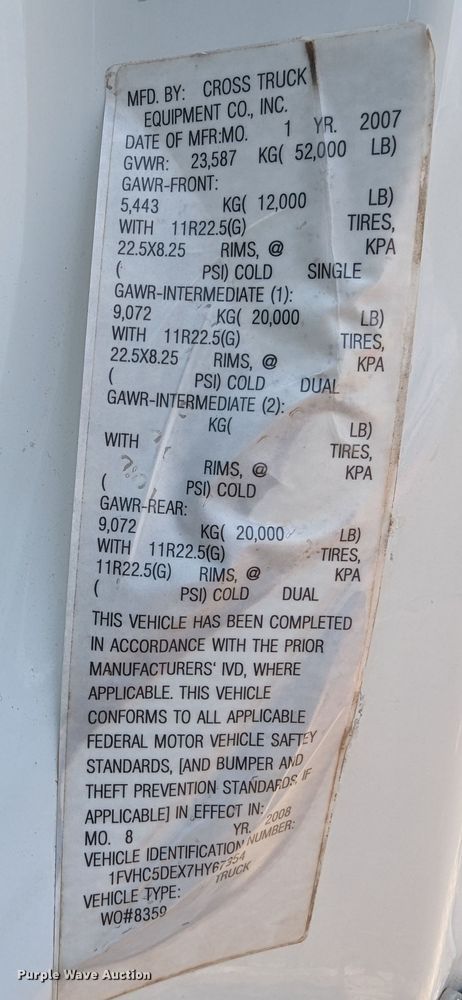 MFD. BY: CROSS TRUCK
EQUIPMENT CO., INC.
DATE OF MFR:MO. 1 YR. 2007
GVWR: 23,587 KG( 52,000 LB)
GAWR-FRONT:
5,443 KG( 12,000 LB)
WITH 11R22.5(G) TIRES,
22.5X8.25 RIMS, @ KPA
( PSI) COLD SINGLE
GAWR-INTERMEDIATE (1):
9,072 KG( 20,000 LB)
WITH 11R22.5(G) TIRES,
22.5X8.25 RIMS, @ KPA
( PSI) COLD DUAL
GAWR-INTERMEDIATE (2):
KG( LB)
WITH TIRES,
RIMS, @ KPA
( PSI) COLD
GAWR-REAR:
9,072 KG( 20,000 LB)
WITH 11R22.5(G) TIRES,
11R22.5(G) RIMS, @ KPA
( PSI) COLD DUAL
THIS VEHICLE HAS BEEN COMPLETED
IN ACCORDANCE WITH THE PRIOR
MANUFACTURERS' IVD, WHERE
APPLICABLE. THIS VEHICLE
CONFORMS TO ALL APPLICABLE
FEDERAL MOTOR VEHICLE SAFTEY
STANDARDS, [AND BUMPER AND
THEFT PREVENTION STANDARDS, IF
APPLICABLE] IN EFFECT IN:
MO. 8 YR. 2008
VEHICLE IDENTIFICATION NUMBER:
1FVHC5DEX7HY67354
VEHICLE TYPE: TRUCK
WO#8359
Purple Wave Auction